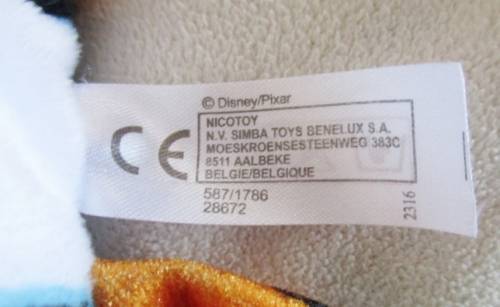 © Disney/Pixar
CE
NICOTOY
N.V. SIMBA TOYS BENELUX S.A.
MOESKROENSESTEENWEG 383C
8511 AALBEKE
BELGIE/BELGIQUE
587/1786
28672
2316